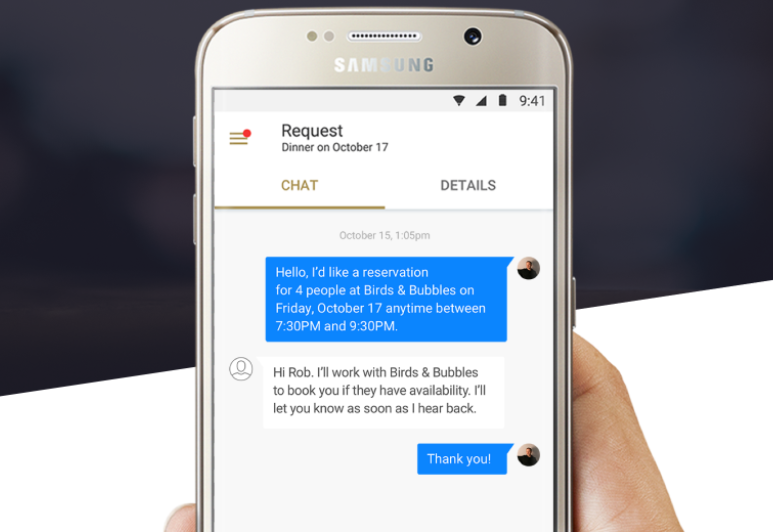 SAMSUNG
9:41
Request
Dinner on October 17
CHAT
DETAILS
October 15, 1:05pm
Hello, I'd like a reservation
for 4 people at Birds & Bubbles on
Friday, October 17 anytime between
7:30PM and 9:30PM.
Hi Rob. I'll work with Birds & Bubbles
to book you if they have availability. I'll
let you know as soon as I hear back.
Thank you!